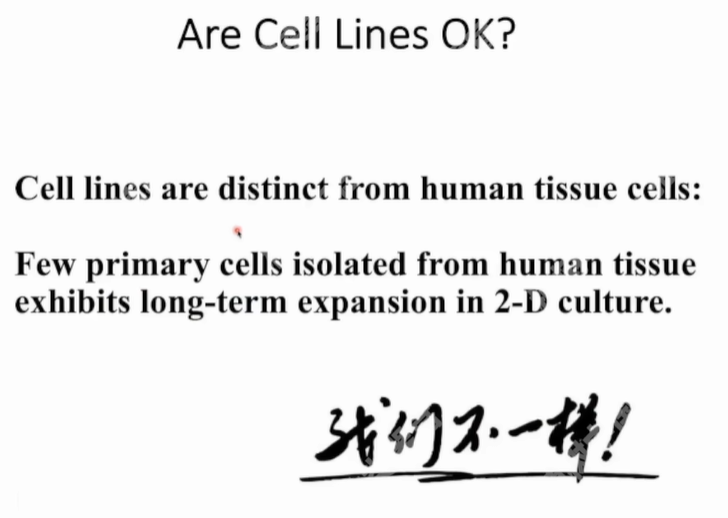 Are Cell Lines OK?
Cell lines are distinct from human tissue cells:
Few primary cells isolated from human tissue
exhibits long-term expansion in 2-D culture.
我们不一样!